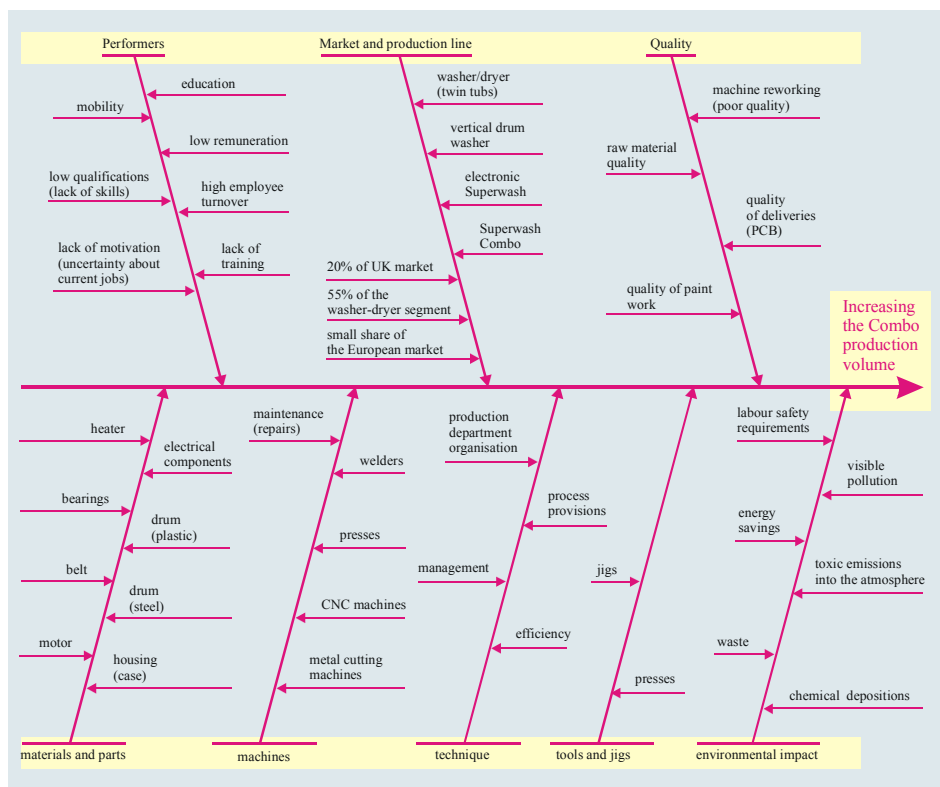 Performers
Market and production line
Quality
education
mobility
low remuneration
low qualifications
(lack of skills)
high employee
turnover
lack of motivation
(uncertainty about
current jobs)
lack of
training
washer/dryer
(twin tubs)
vertical drum
washer
electronic
Superwash
Superwash
Combo
20% of UK market
55% of the
washer-dryer segment
small share of
the European market
machine reworking
(poor quality)
raw material
quality
quality
of deliveries
(PCB)
quality of paint
work
Increasing
the Combo
production
volume
heater
electrical
components
bearings
drum
(plastic)
belt
drum
(steel)
motor
housing
(case)
maintenance
(repairs)
welders
presses
CNC machines
metal cutting
machines
production
department
organisation
process
provisions
management
efficiency
jigs
presses
labour safety
requirements
visible
pollution
energy
savings
toxic emissions
into the atmosphere
waste
chemical depositions
materials and parts
machines
technique
tools and jigs
environmental impact